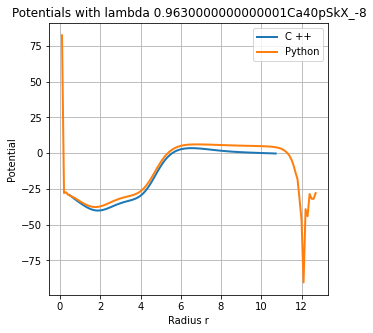 Potentials with lambda 0.9630000000000001Ca40pSkX_-8
C ++
Python
75
50
25
0
−25
−50
−75
Potential
0 2 4 6 8 10 12
Radius r